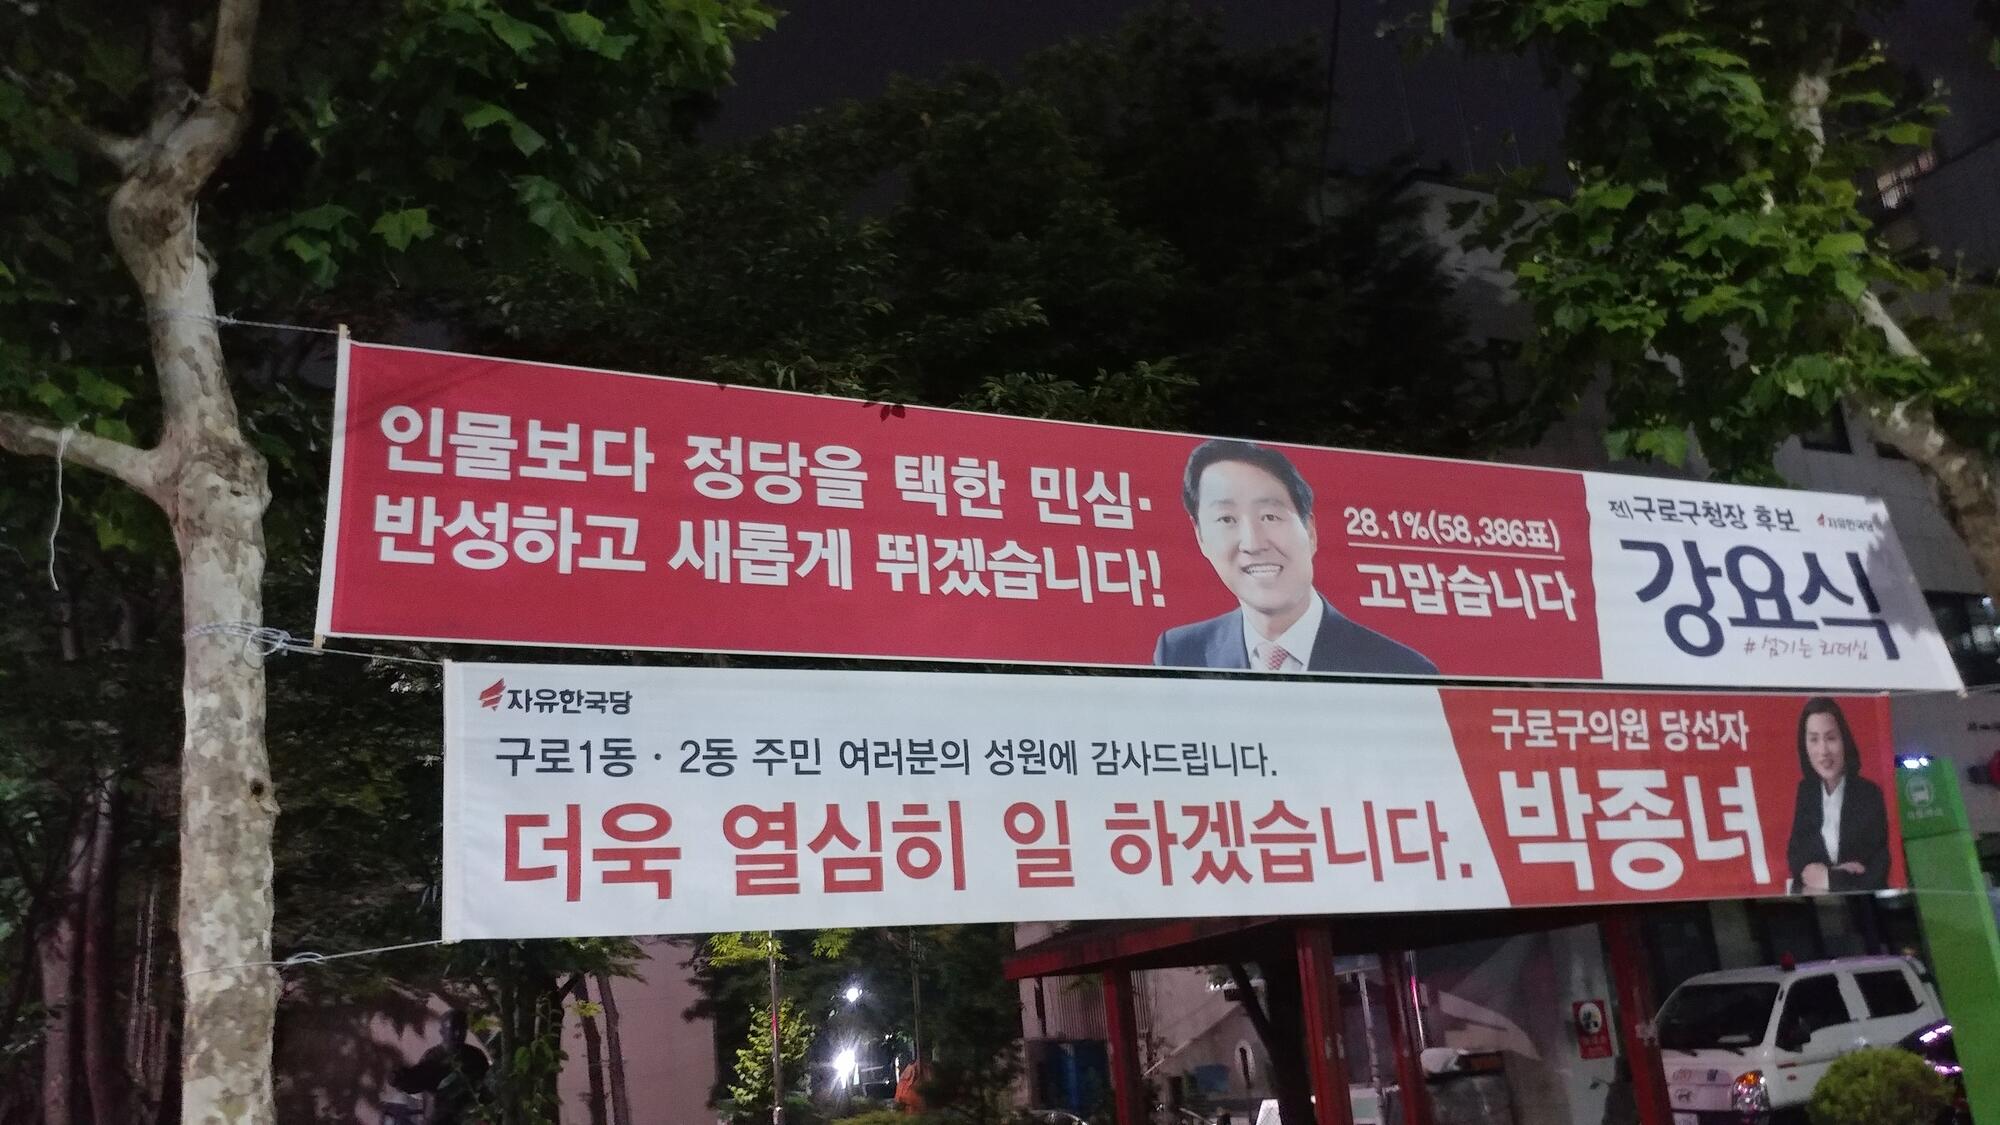 인물보다 정당을 택한 민심·
반성하고 새롭게 뛰겠습니다!
28.1%(58,386표)
고맙습니다
전)구로구청장 후보
자유한국당
강요식
#섬기는 리더십
자유한국당
구로1동·2동 주민 여러분의 성원에 감사드립니다.
더욱 열심히 일 하겠습니다.
구로구의원 당선자
박종녀